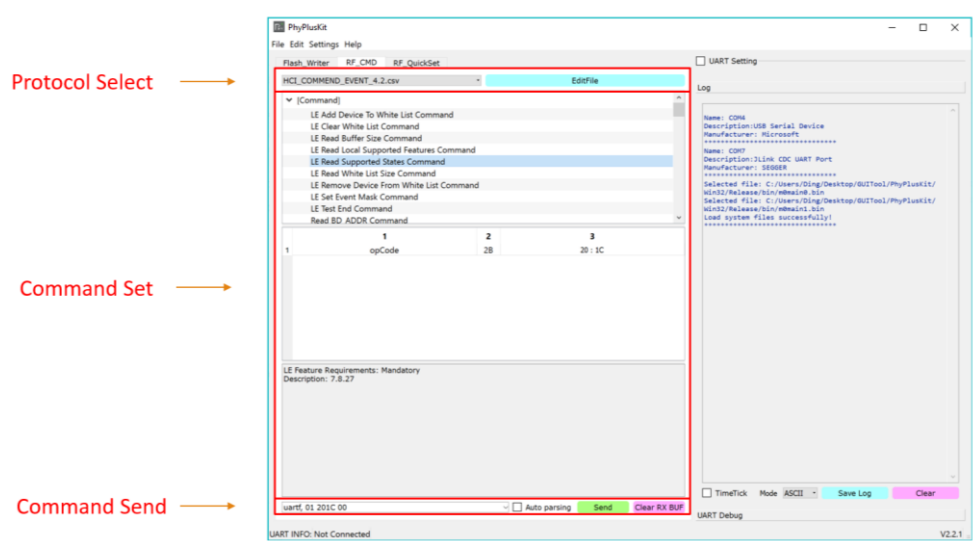 PhyPlusKit
File Edit Settings Help
Flash_Writer RF_CMD RF_QuickSet
Protocol Select
HCI_COMMEND_EVENT_4.2.csv EditFile
[Command]
LE Add Device To White List Command
LE Clear White List Command
LE Read Buffer Size Command
LE Read Local Supported Features Command
LE Read Supported States Command
LE Read White List Size Command
LE Remove Device From White List Command
LE Set Event Mask Command
LE Test End Command
Read BD_ADDR Command
1 2 3
1 opCode 2B 20 : 1C
Command Set
LE Feature Requirements: Mandatory
Description: 7.8.27
Command Send
uartf, 01 201C 00 Auto parsing Send Clear RX BUF
UART INFO: Not Connected
UART Setting
Log
Name: COM4
Description:USB Serial Device
Manufacturer: Microsoft
********************************
Name: COM7
Description:JLink CDC UART Port
Manufacturer: SEGGER
********************************
Selected file: C:/Users/Ding/Desktop/GUITool/PhyPlusKit/
Win32/Release/bin/m0main0.bin
Selected file: C:/Users/Ding/Desktop/GUITool/PhyPlusKit/
Win32/Release/bin/m0main1.bin
Load system files successfully!
********************************
TimeTick Mode ASCII Save Log Clear
UART Debug
V2.2.1